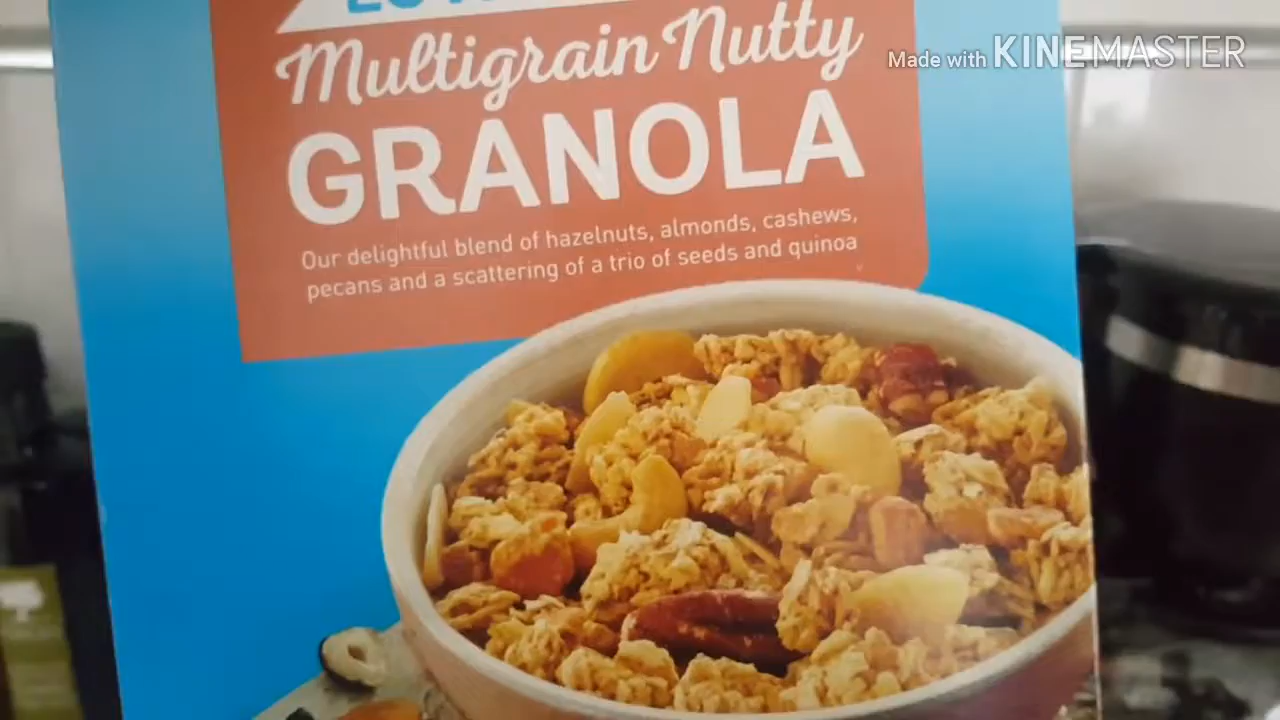 Multigrain Nutty
GRANOLA
Our delightful blend of hazelnuts, almonds, cashews,
pecans and a scattering of a trio of seeds and quinoa
Made with KINEMASTER